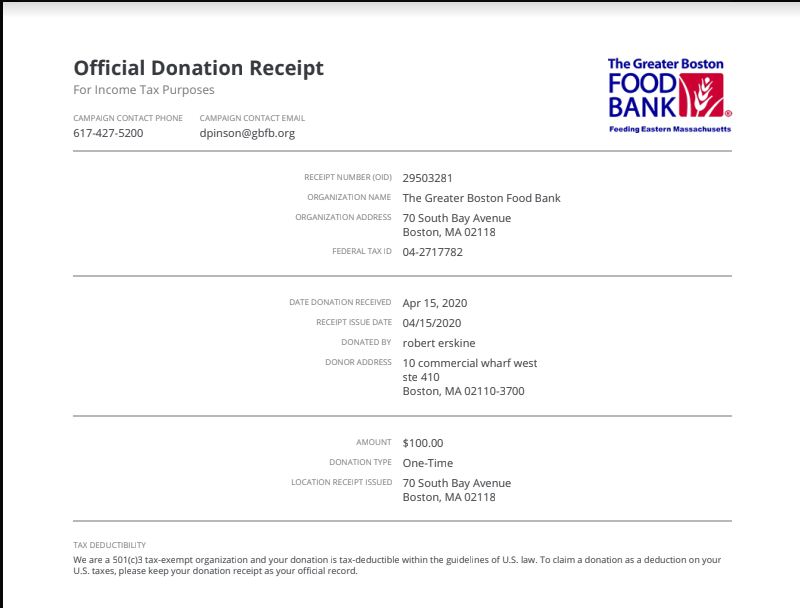 Official Donation Receipt
For Income Tax Purposes
The Greater Boston
FOOD
BANK
®
Feeding Eastern Massachusetts
CAMPAIGN CONTACT PHONE CAMPAIGN CONTACT EMAIL
617-427-5200 dpinson@gbfb.org
RECEIPT NUMBER (OID) 29503281
ORGANIZATION NAME The Greater Boston Food Bank
ORGANIZATION ADDRESS 70 South Bay Avenue
Boston, MA 02118
FEDERAL TAX ID 04-2717782
DATE DONATION RECEIVED Apr 15, 2020
RECEIPT ISSUE DATE 04/15/2020
DONATED BY robert erskine
DONOR ADDRESS 10 commercial wharf west
ste 410
Boston, MA 02110-3700
AMOUNT $100.00
DONATION TYPE One-Time
LOCATION RECEIPT ISSUED 70 South Bay Avenue
Boston, MA 02118
TAX DEDUCTIBILITY
We are a 501(c)3 tax-exempt organization and your donation is tax-deductible within the guidelines of U.S. law. To claim a donation as a deduction on your
U.S. taxes, please keep your donation receipt as your official record.